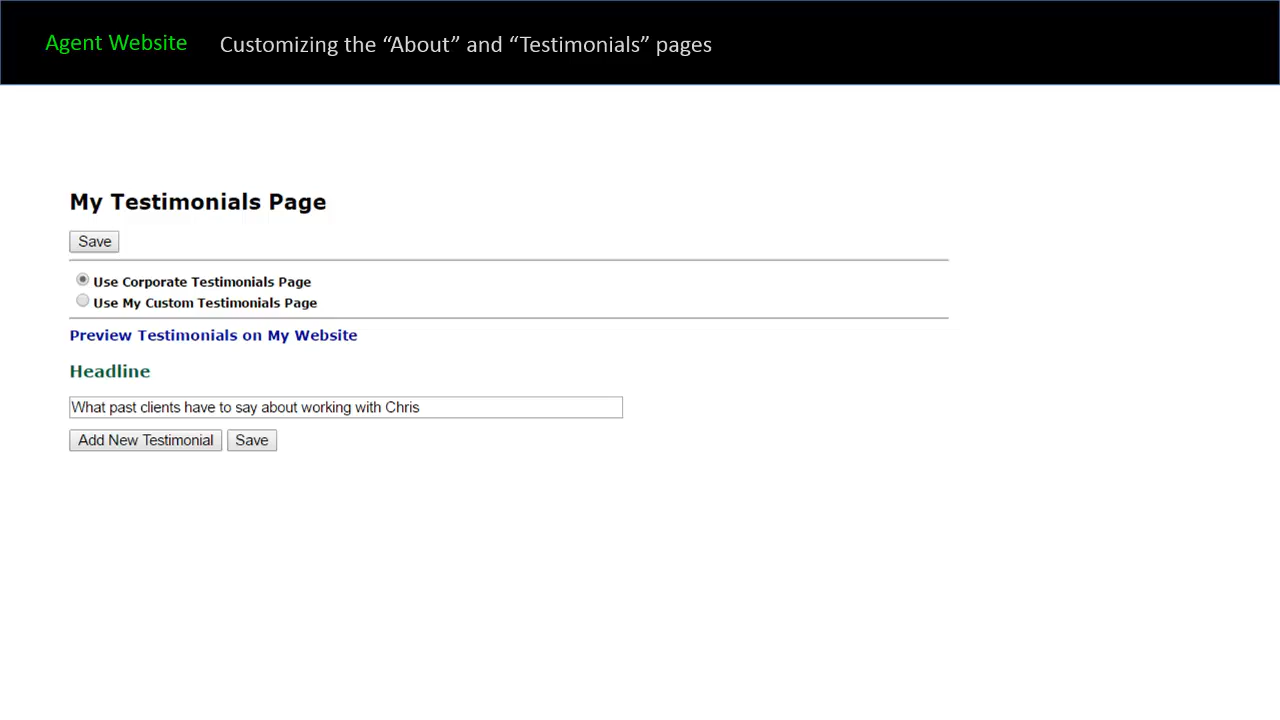 Agent Website
Customizing the “About” and “Testimonials” pages
My Testimonials Page
Save
Use Corporate Testimonials Page
Use My Custom Testimonials Page
Preview Testimonials on My Website
Headline
What past clients have to say about working with Chris
Add New Testimonial Save